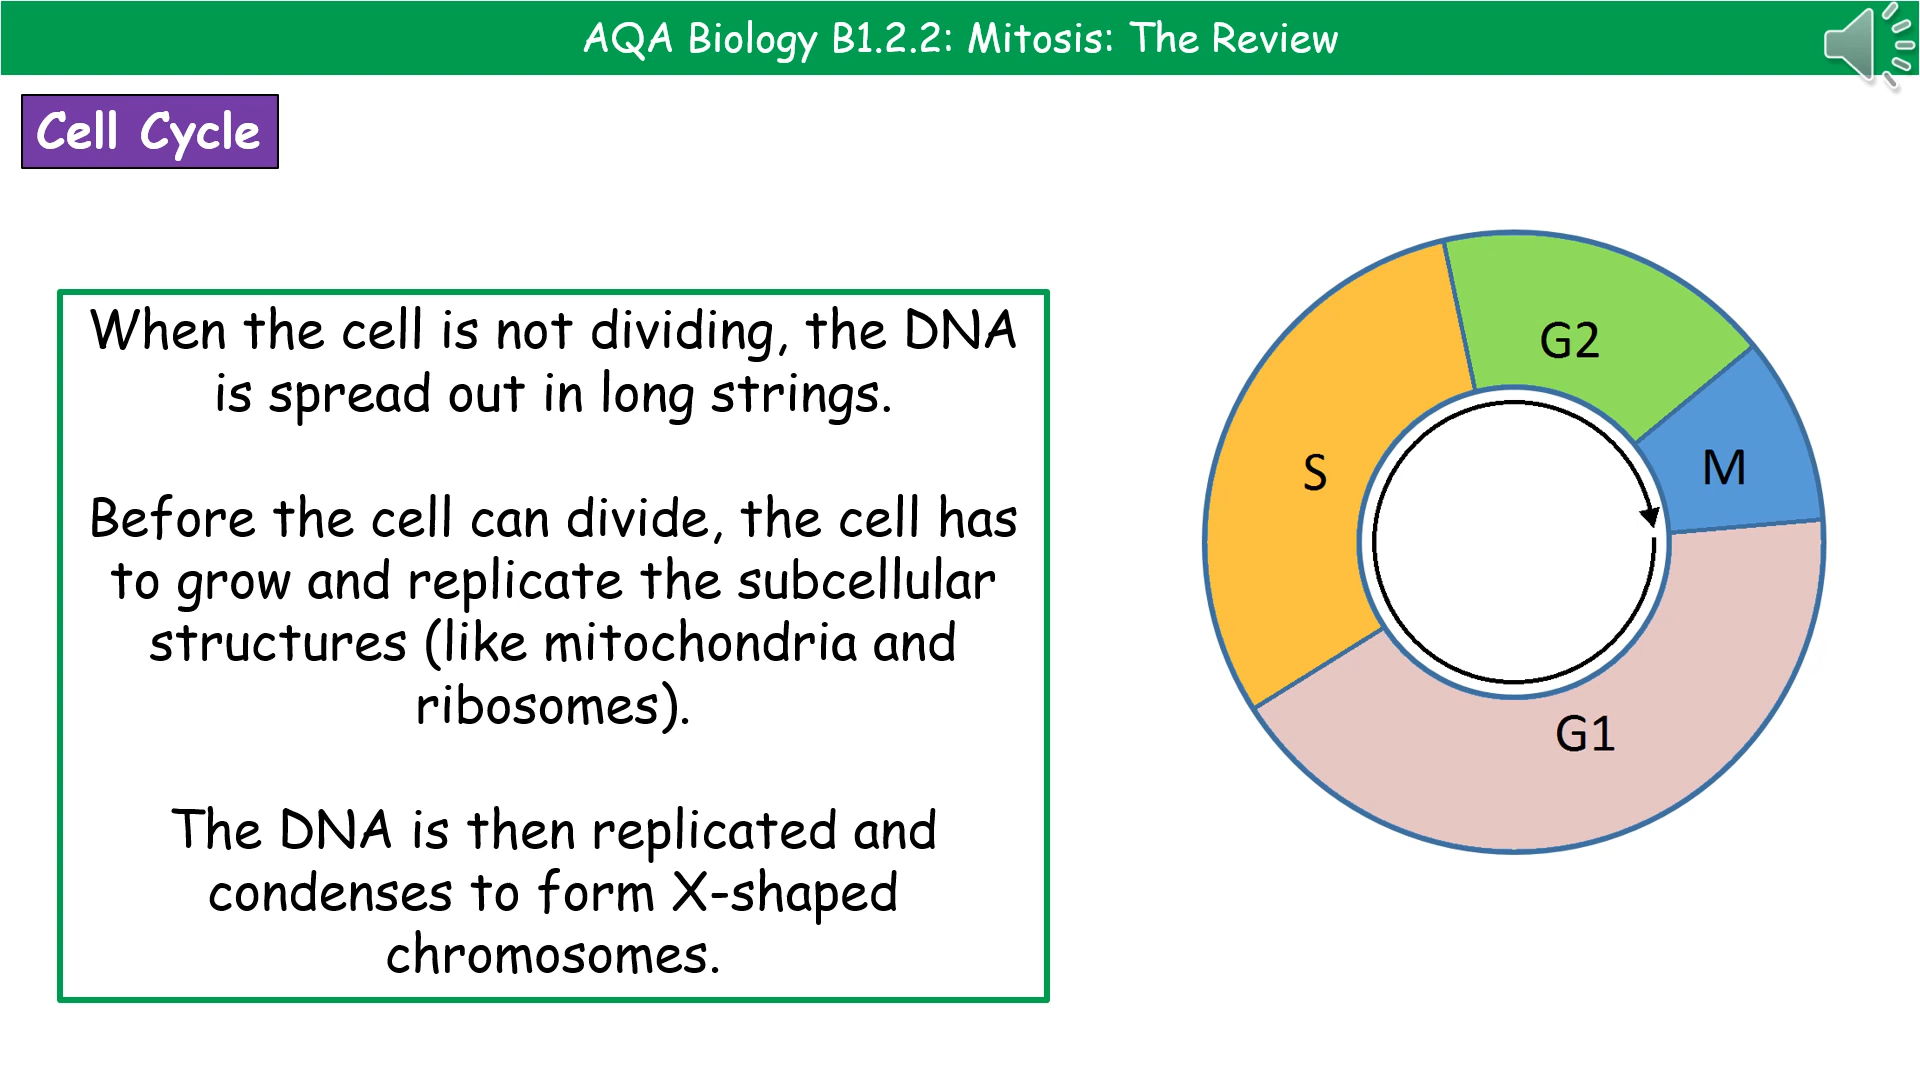 AQA Biology B1.2.2: Mitosis: The Review
Cell Cycle
When the cell is not dividing, the DNA
is spread out in long strings.
Before the cell can divide, the cell has
to grow and replicate the subcellular
structures (like mitochondria and
ribosomes).
The DNA is then replicated and
condenses to form X-shaped
chromosomes.
G2
M
S
G1